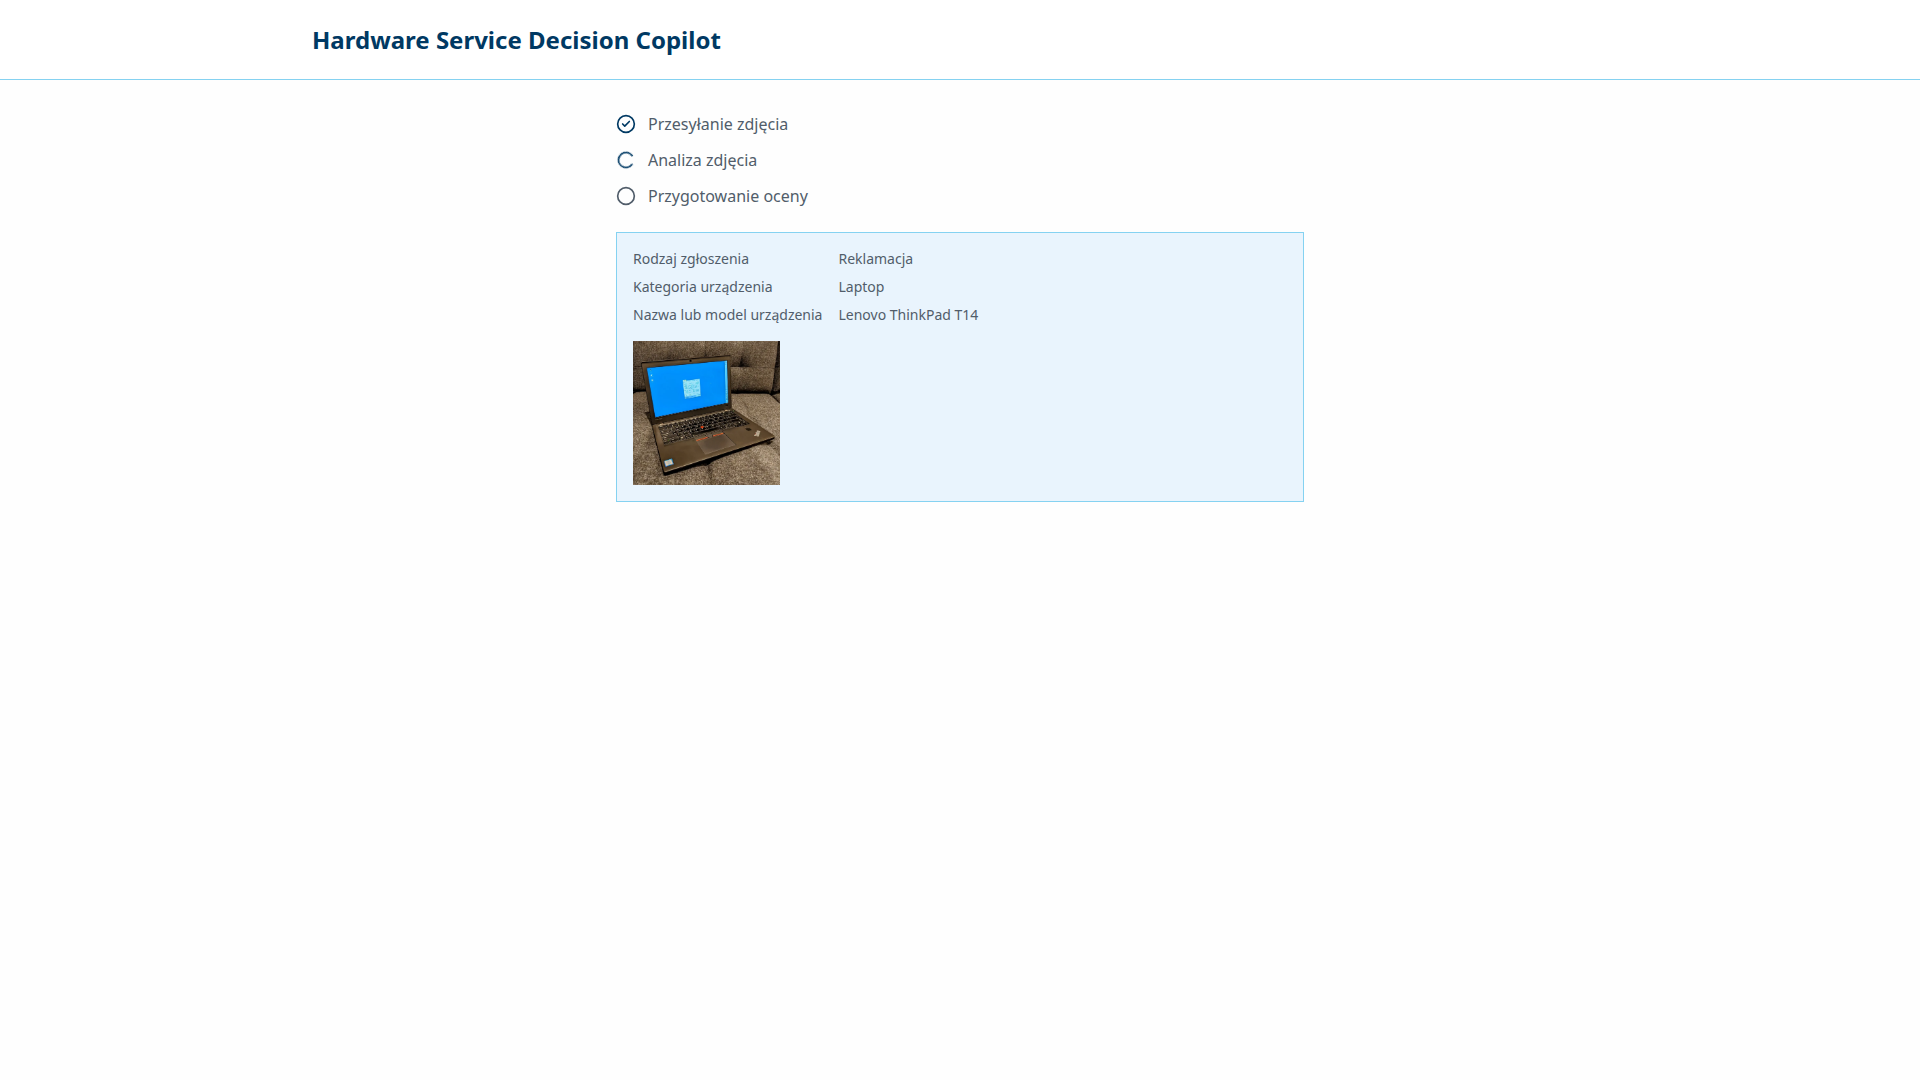 Hardware Service Decision Copilot
Przesyłanie zdjęcia
Analiza zdjęcia
Przygotowanie oceny
Rodzaj zgłoszenia Reklamacja
Kategoria urządzenia Laptop
Nazwa lub model urządzenia Lenovo ThinkPad T14